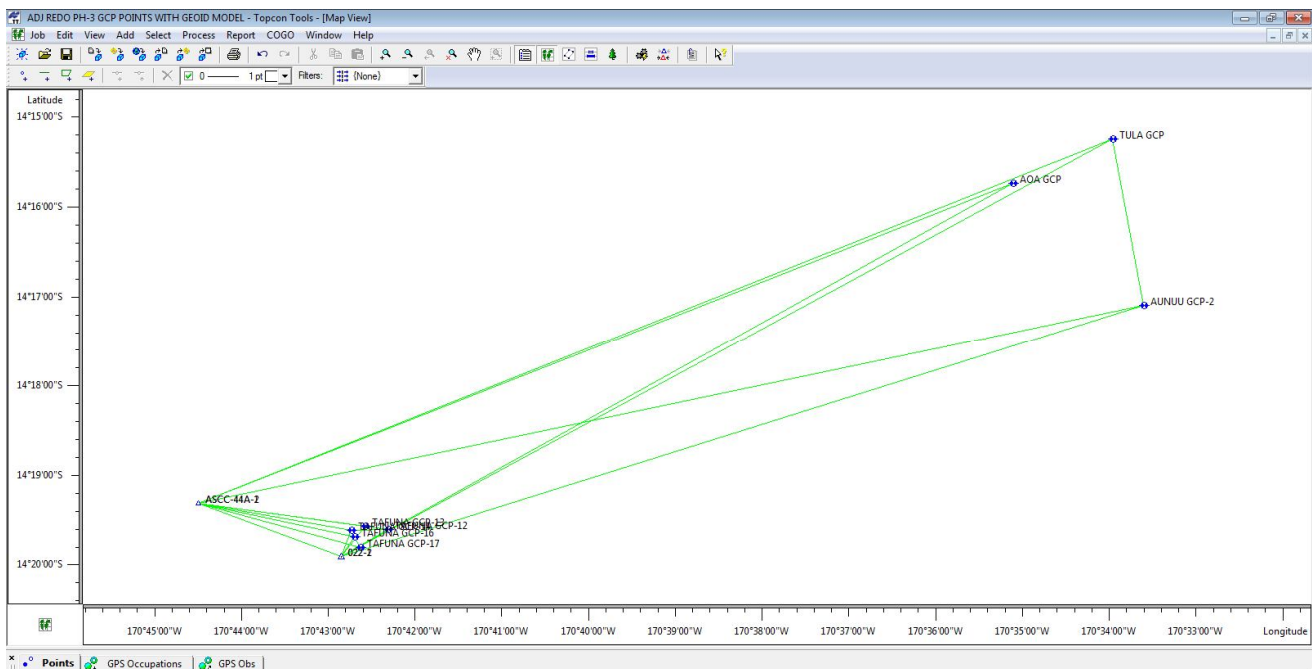 ADJ REDO PH-3 GCP POINTS WITH GEOID MODEL - Topcon Tools - [Map View]
Job Edit View Add Select Process Report COGO Window Help
0 1 pt Filters: {None}
Latitude
14°15'00"S
TULA GCP
AOA GCP
14°16'00"S
14°17'00"S
AUNUU GCP-2
14°18'00"S
14°19'00"S
TAFUNA GCP-13
GCP-12
TAFUNA GCP-16
TAFUNA GCP-17
14°20'00"S
170°45'00"W 170°44'00"W 170°43'00"W 170°42'00"W 170°41'00"W 170°40'00"W 170°39'00"W 170°38'00"W 170°37'00"W 170°36'00"W 170°35'00"W 170°34'00"W 170°33'00"W Longitude
Points GPS Occupations GPS Obs